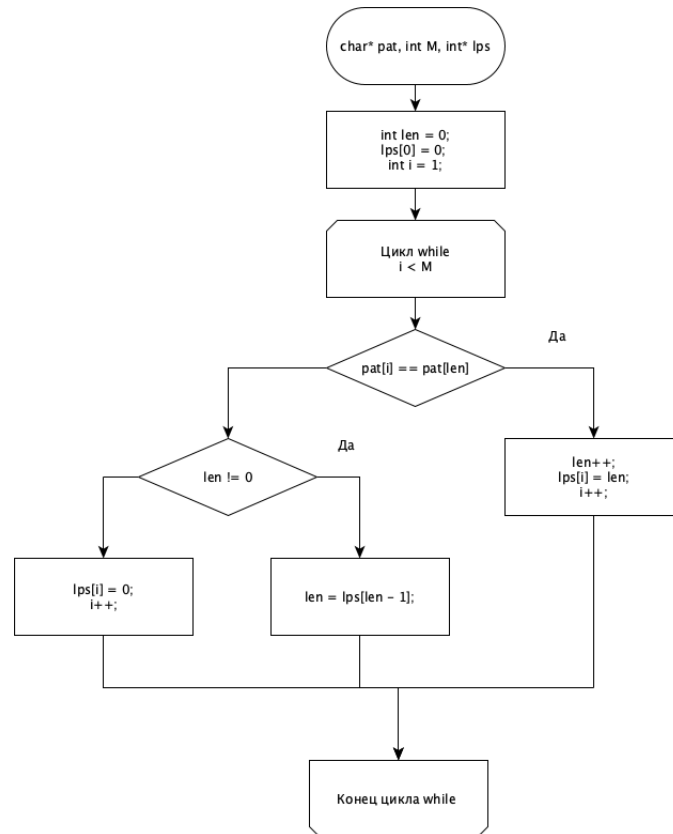 char* pat, int M, int* lps
int len = 0;
lps[0] = 0;
int i = 1;
Цикл while
i < M
Да
pat[i] == pat[len]
Да
len != 0
len++;
lps[i] = len;
i++;
lps[i] = 0;
i++;
len = lps[len - 1];
Конец цикла while